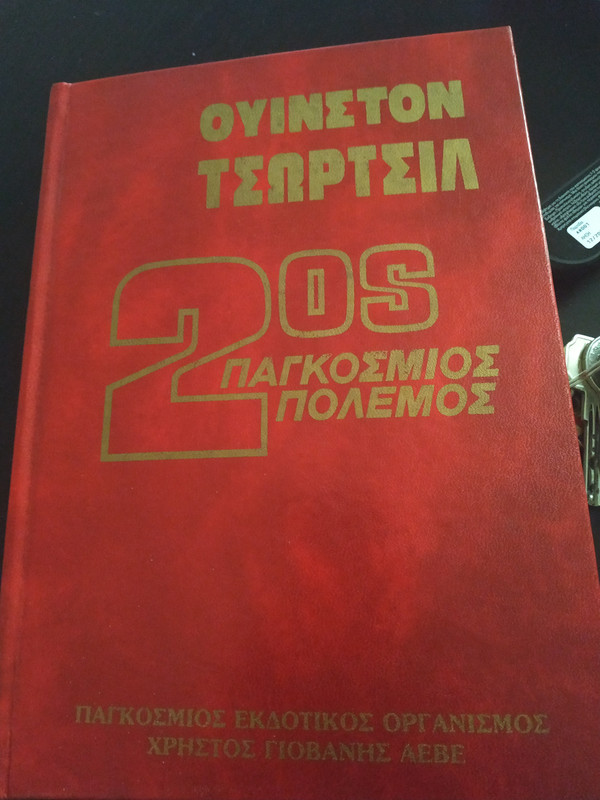 ΟΥΙΝΣΤΟΝ
ΤΣΩΡΤΣΙΛ
2ος
ΠΑΓΚΟΣΜΙΟΣ
ΠΟΛΕΜΟΣ
ΠΑΓΚΟΣΜΙΟΣ ΕΚΔΟΤΙΚΟΣ ΟΡΓΑΝΙΣΜΟΣ
ΧΡΗΣΤΟΣ ΓΙΟΒΑΝΗΣ ΑΕΒΕ